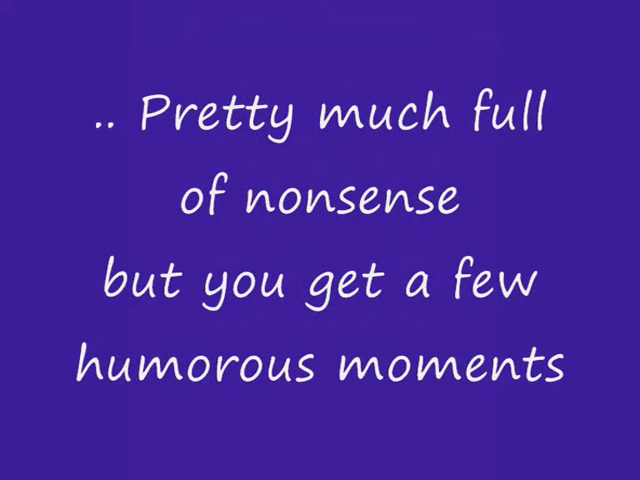 .. Pretty much full
of nonsense
but you get a few
humorous moments